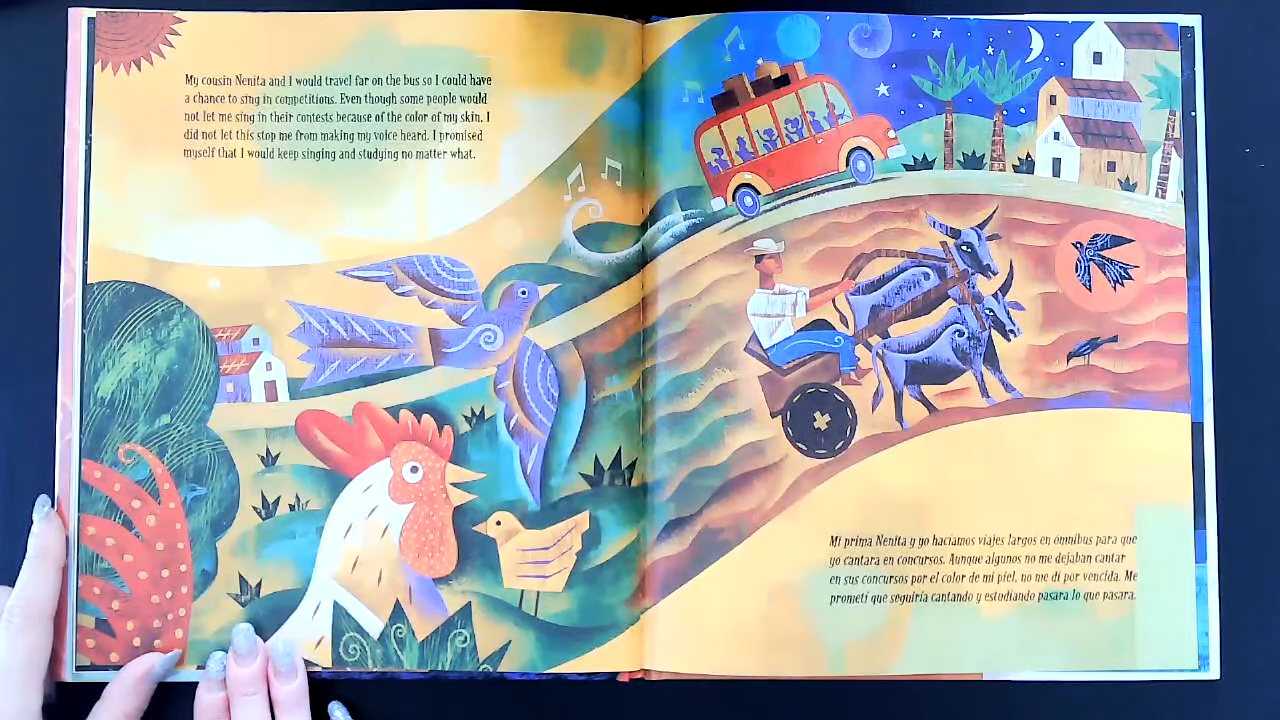 My cousin Nenita and I would travel far on the bus so I could have
a chance to sing in competitions. Even though some people would
not let me sing in their contests because of the color of my skin, I
did not let this stop me from making my voice heard. I promised
myself that I would keep singing and studying no matter what.
Mi prima Nenita y yo hacíamos viajes largos en ómnibus para que
yo cantara en concursos. Aunque algunos no me dejaban cantar
en sus concursos por el color de mi piel, no me di por vencida. Me
prometí que seguiría cantando y estudiando pasara lo que pasara.